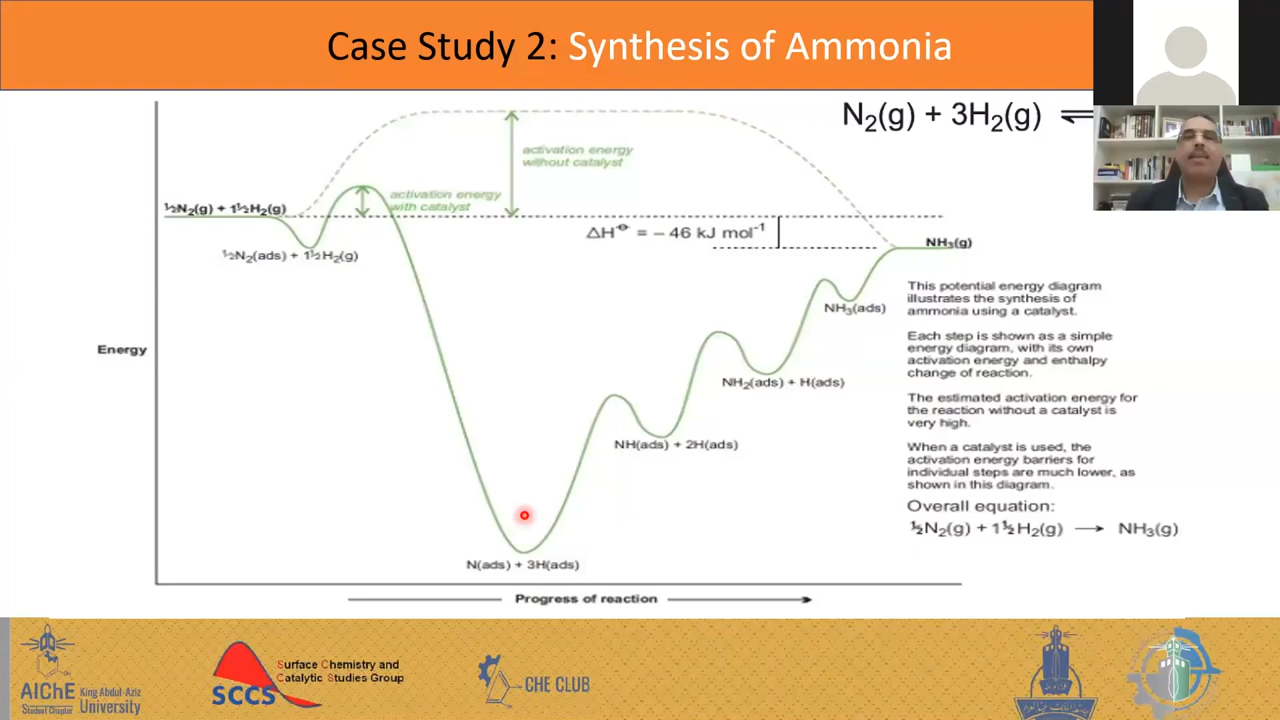 Case Study 2: Synthesis of Ammonia
N₂(g) + 3H₂(g) ⇌
activation energy
without catalyst
activation energy
with catalyst
½N₂(g) + 1½H₂(g)
ΔH⦵ = – 46 kJ mol⁻¹
NH₃(g)
½N₂(ads) + 1½H₂(g)
This potential energy diagram
illustrates the synthesis of
ammonia using a catalyst.
NH₃(ads)
Each step is shown as a simple
energy diagram, with its own
activation energy and enthalpy
change of reaction.
Energy
NH₂(ads) + H(ads)
The estimated activation energy for
the reaction without a catalyst is
very high.
NH(ads) + 2H(ads)
When a catalyst is used, the
activation energy barriers for
individual steps are much lower, as
shown in this diagram.
Overall equation:
½N₂(g) + 1½H₂(g) → NH₃(g)
N(ads) + 3H(ads)
Progress of reaction
AIChE
Student Chapter
King Abdul-Aziz
University
SCCS
Surface Chemistry and
Catalytic Studies Group
CHE CLUB